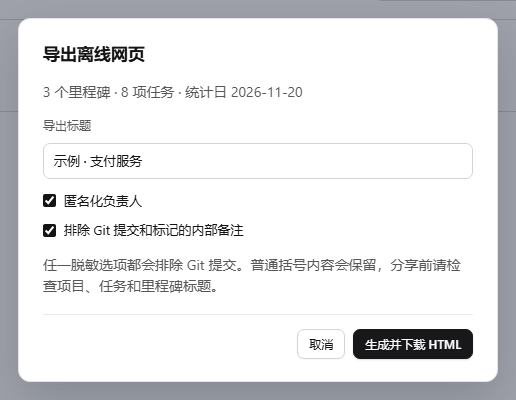 导出离线网页
3 个里程碑 · 8 项任务 · 统计日 2026-11-20
导出标题
示例 · 支付服务
匿名化负责人
排除 Git 提交和标记的内部备注
任一脱敏选项都会排除 Git 提交。普通括号内容会保留，分享前请检
查项目、任务和里程碑标题。
取消
生成并下载 HTML